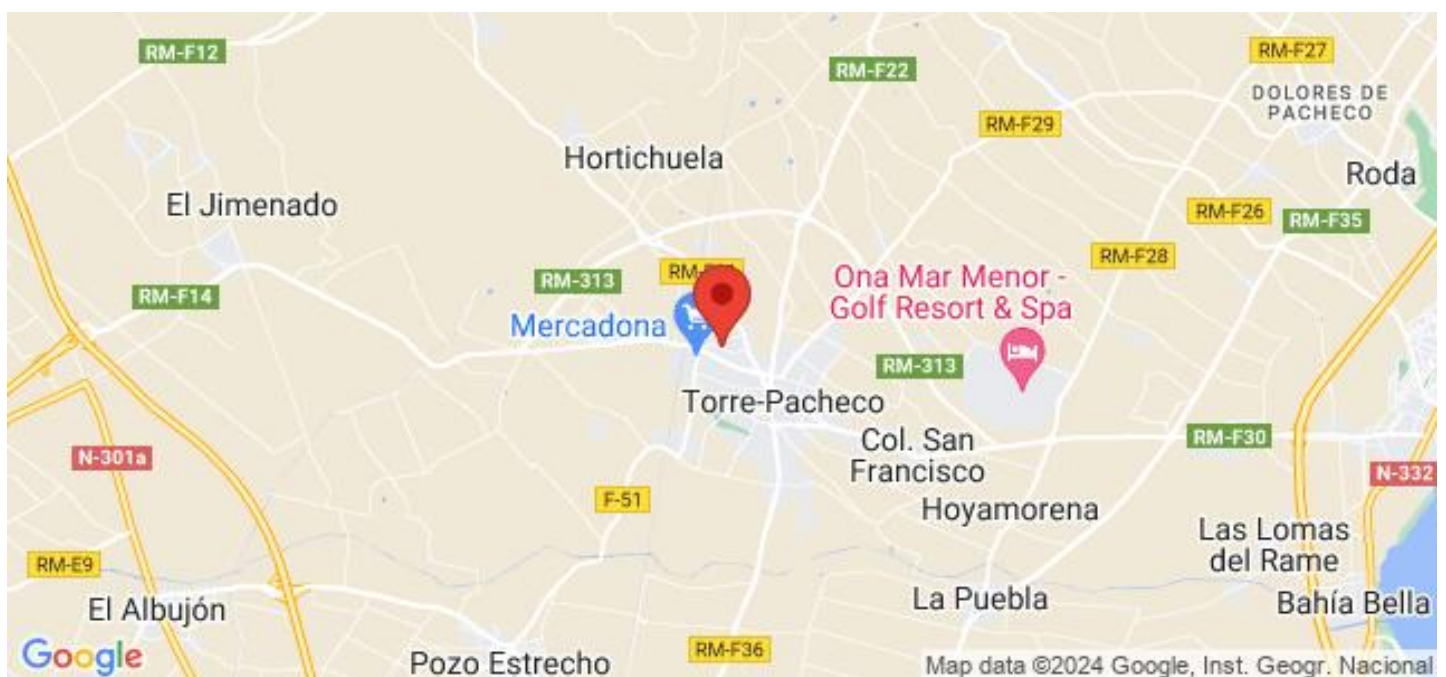 RM-F12
RM-F22
RM-F27
DOLORES DE
PACHECO
RM-F29
Hortichuela
Roda
El Jimenado
RM-F26
RM-F35
RM-F28
RM-313
RM-F14
Ona Mar Menor -
Golf Resort & Spa
Mercadona
RM-313
Torre-Pacheco
Col. San
Francisco
RM-F30
N-301a
N-332
F-51
Hoyamorena
Las Lomas
del Rame
RM-E9
El Albujón
La Puebla
Bahía Bella
Google
Pozo Estrecho
RM-F36
Map data ©2024 Google, Inst. Geogr. Nacional